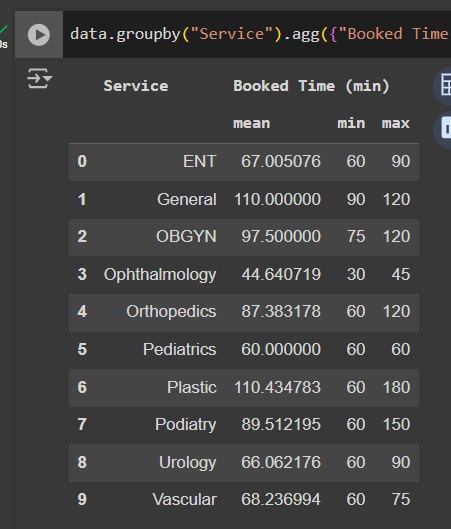 data.groupby("Service").agg({"Booked Time
Service Booked Time (min)
mean min max
0 ENT 67.005076 60 90
1 General 110.000000 90 120
2 OBGYN 97.500000 75 120
3 Ophthalmology 44.640719 30 45
4 Orthopedics 87.383178 60 120
5 Pediatrics 60.000000 60 60
6 Plastic 110.434783 60 180
7 Podiatry 89.512195 60 150
8 Urology 66.062176 60 90
9 Vascular 68.236994 60 75